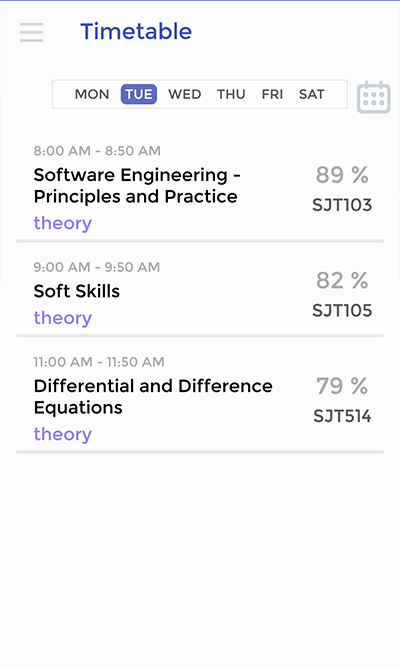 Timetable
MON TUE WED THU FRI SAT
8:00 AM - 8:50 AM
Software Engineering -
Principles and Practice
theory
89 %
SJT103
9:00 AM - 9:50 AM
Soft Skills
theory
82 %
SJT105
11:00 AM - 11:50 AM
Differential and Difference
Equations
theory
79 %
SJT514